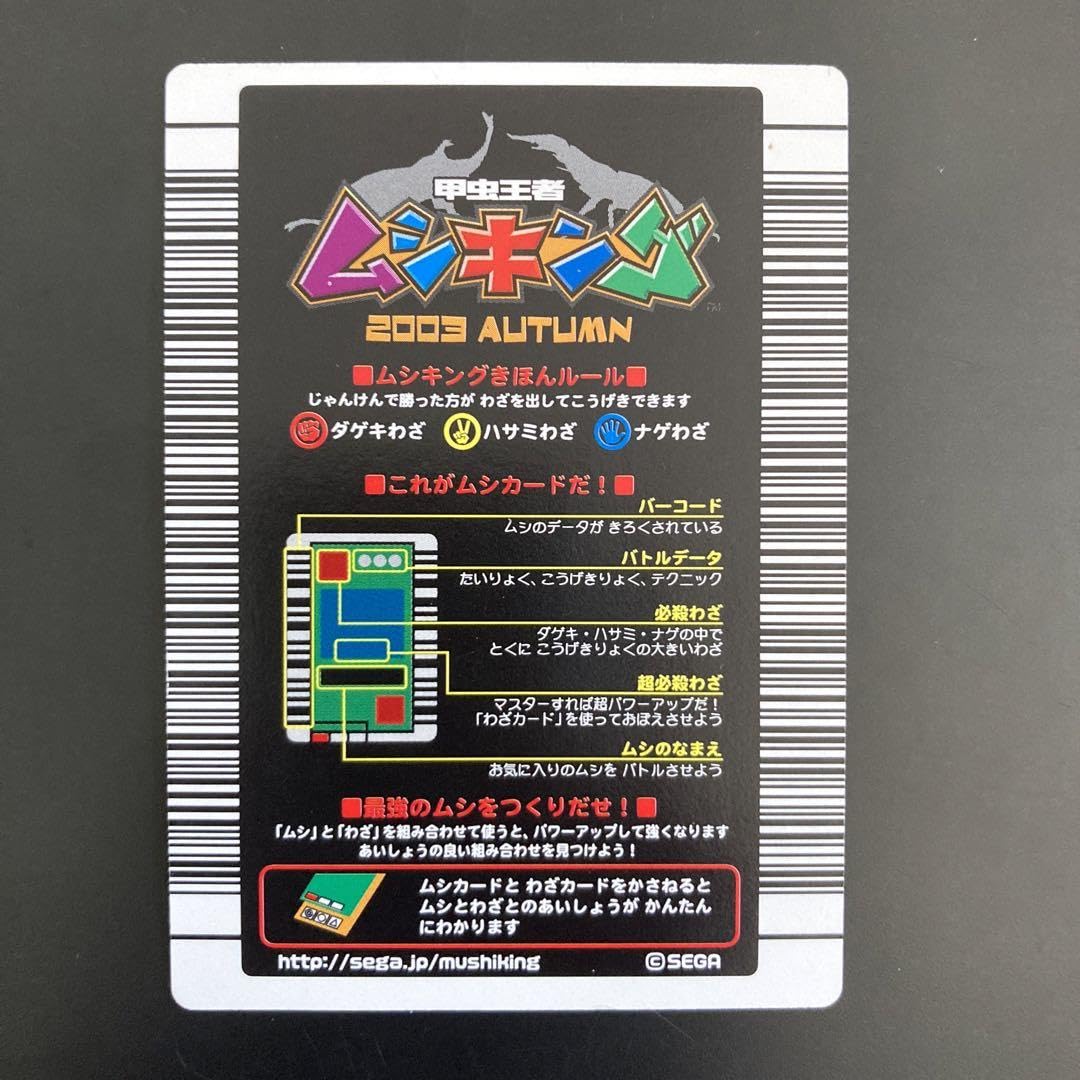 甲虫王者
ムシキング
TM
2003 AUTUMN
■ムシキングきほんルール■
じゃんけんで勝った方が わざを出してこうげきできます
ダゲキわざ ハサミわざ ナゲわざ
■これがムシカードだ！■
バーコード
ムシのデータが きろくされている
バトルデータ
たいりょく、こうげきりょく、テクニック
必殺わざ
ダゲキ・ハサミ・ナゲの中で
とくに こうげきりょくの大きいわざ
超必殺わざ
マスターすれば超パワーアップだ！
「わざカード」を使っておぼえさせよう
ムシのなまえ
お気に入りのムシを バトルさせよう
■最強のムシをつくりだせ！■
「ムシ」と「わざ」を組み合わせて使うと、パワーアップして強くなります
あいしょうの良い組み合わせを見つけよう！
ムシカードと わざカードをかさねると
ムシとわざとのあいしょうが かんたん
にわかります
http://sega.jp/mushiking ©SEGA